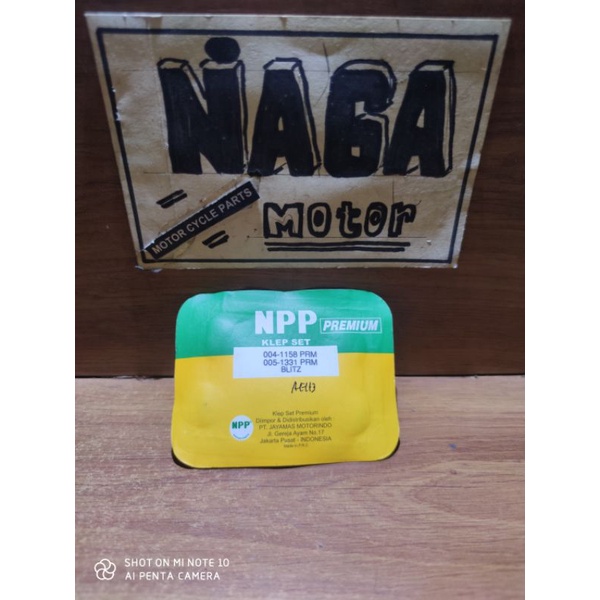 NAGA
MOTOR CYCLE PARTS
Motor
NPP PREMIUM
KLEP SET
004-1158 PRM
005-1331 PRM
BLITZ
Klep Set Premium
Diimpor & Didistribusikan oleh
PT. JAYAMAS MOTORINDO
Jl. Gereja Ayam No.17
Jakarta Pusat - INDONESIA
NPP
SHOT ON MI NOTE 10
AI PENTA CAMERA